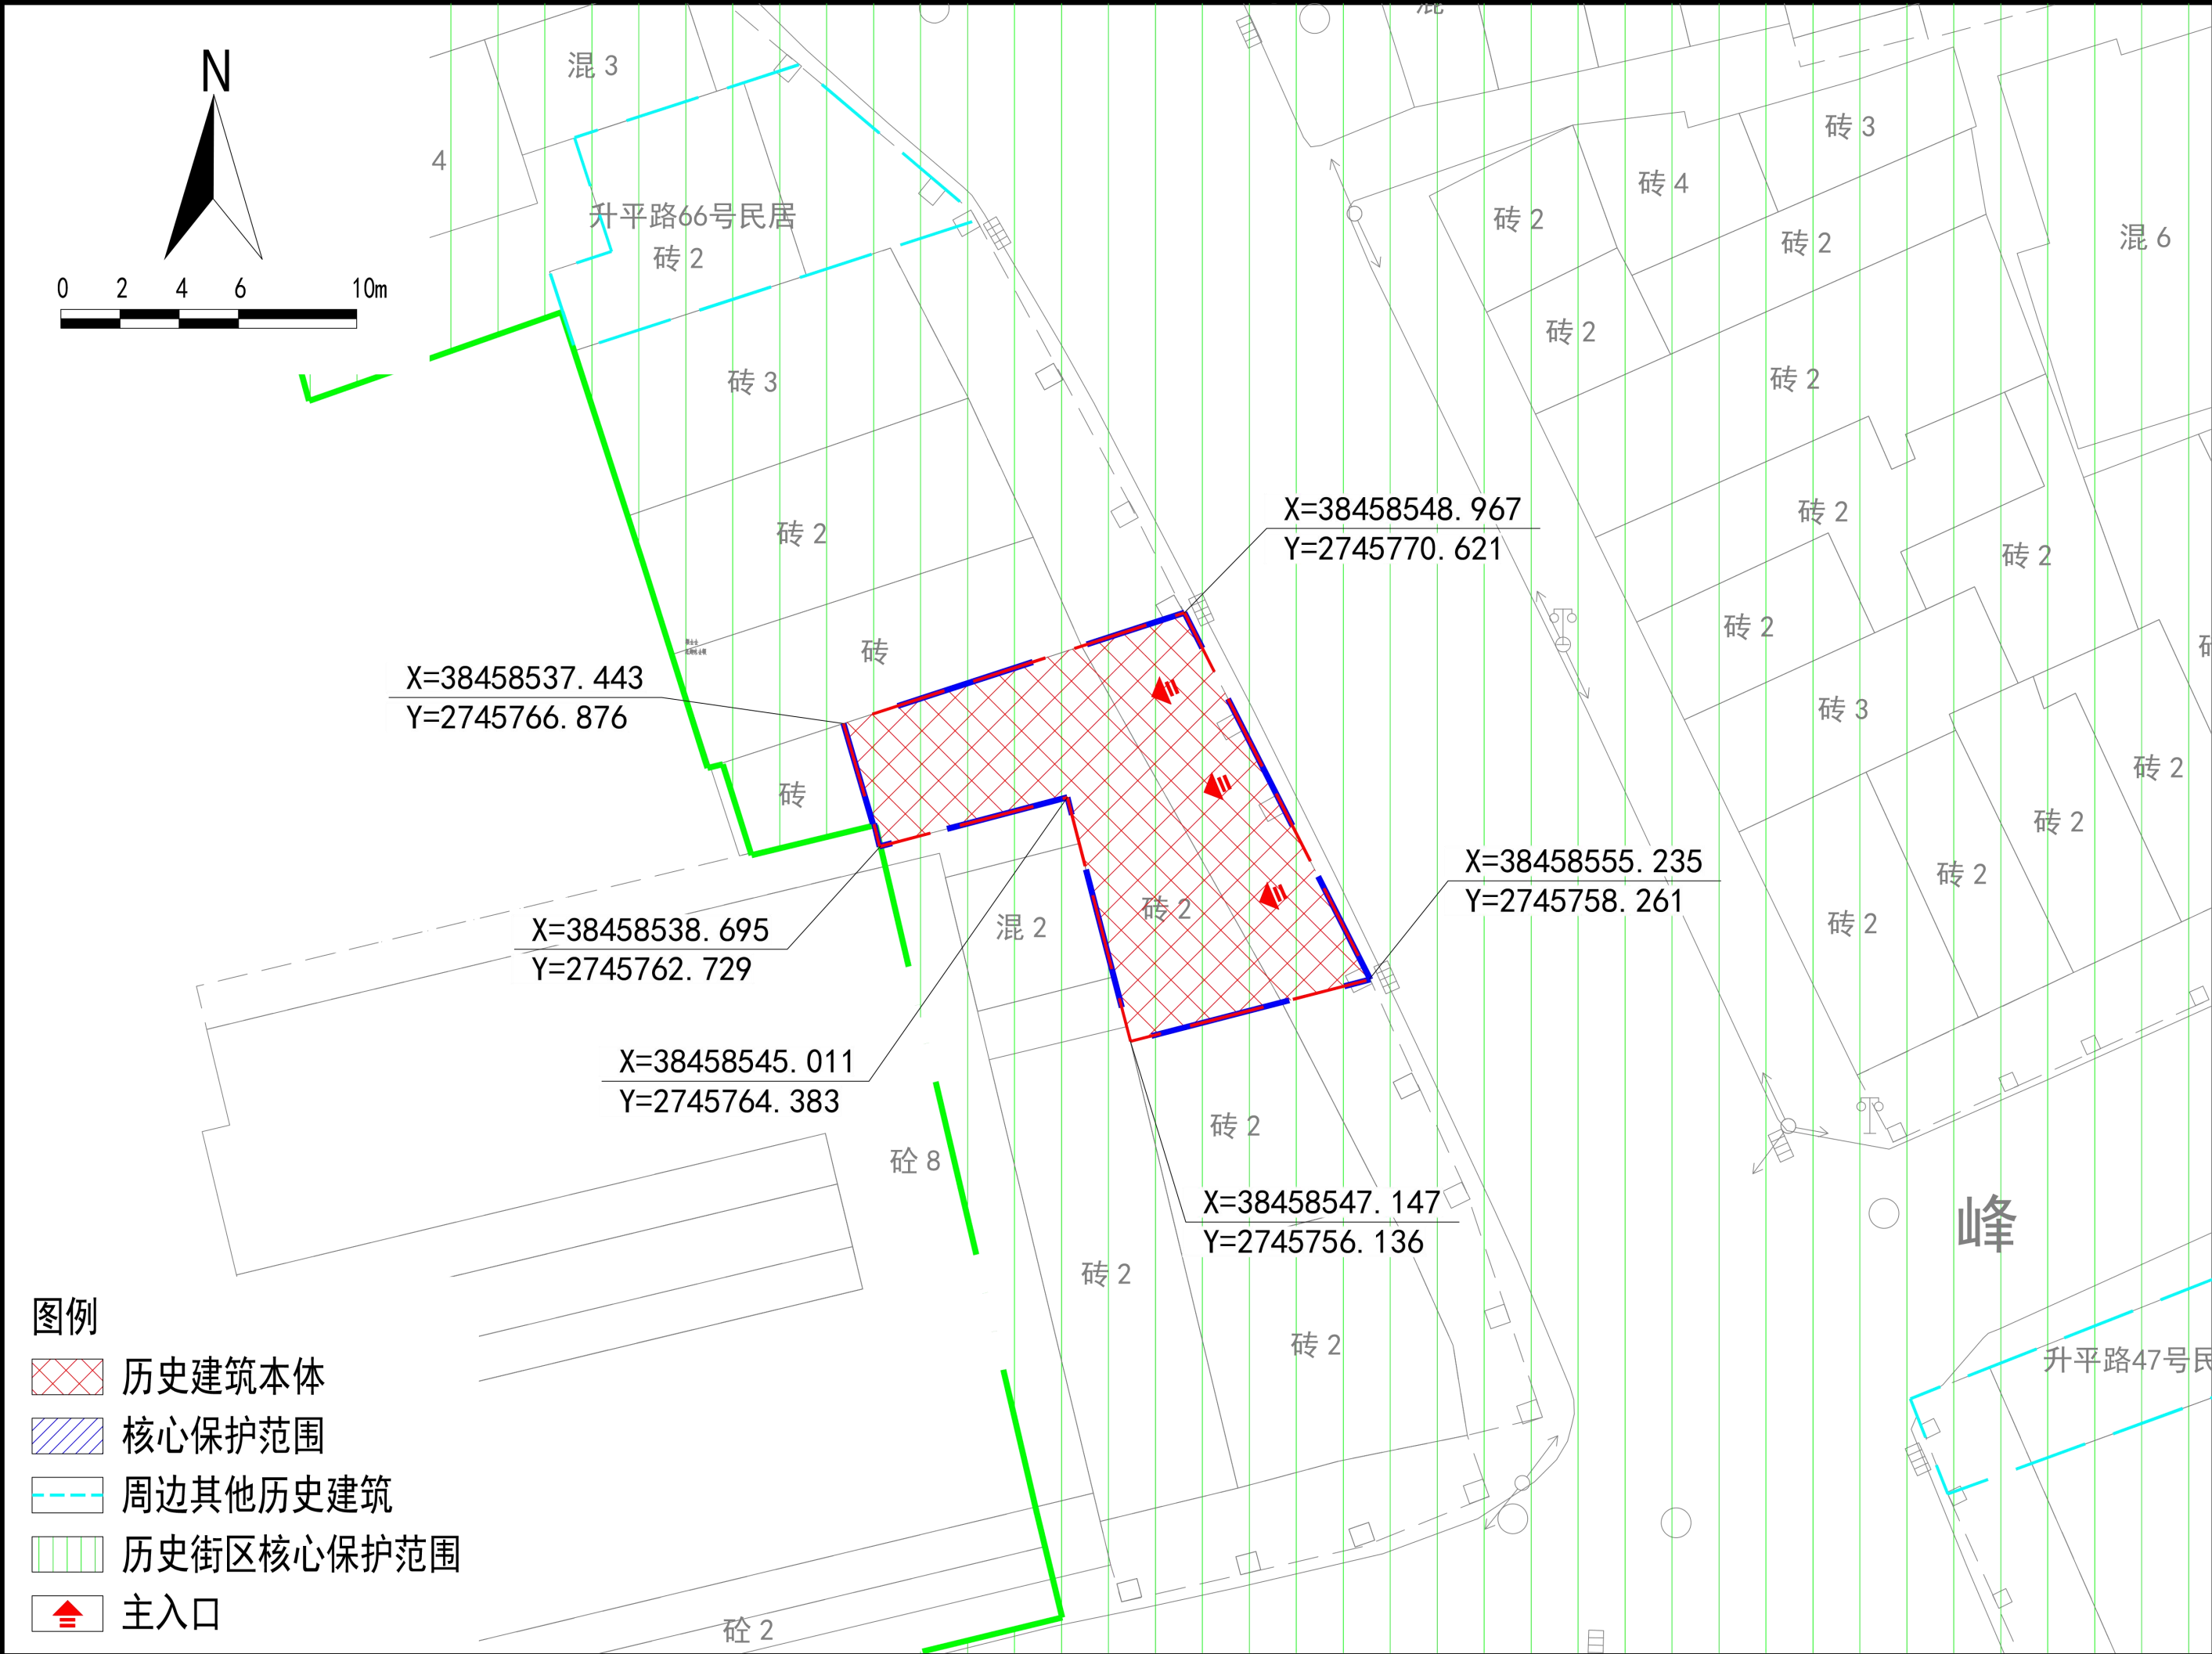 混
N
混 3
砖 3
4
砖 4
升平路66号民居
砖 2
砖 2
混 6
砖 2
砖 2
0 2 4 6 10m
砖 3
砖 2
X=38458548.967
Y=2745770.621
砖 2
砖 2
砖 2
砖 2
砖
砖
X=38458537.443
Y=2745766.876
砖 3
砖 2
砖
砖 2
X=38458555.235
Y=2745758.261
砖 2
砖 2
砖 2
混 2
X=38458538.695
Y=2745762.729
X=38458545.011
Y=2745764.383
砖 2
砼 8
X=38458547.147
Y=2745756.136
峰
砖 2
砖 2
升平路47号民
图例
历史建筑本体
核心保护范围
周边其他历史建筑
历史街区核心保护范围
主入口
砼 2